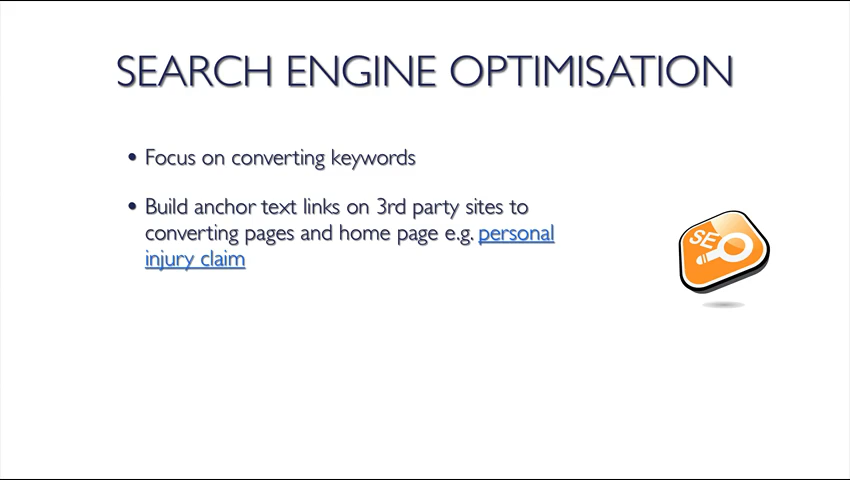 SEARCH ENGINE OPTIMISATION
• Focus on converting keywords
• Build anchor text links on 3rd party sites to
converting pages and home page e.g. personal
injury claim
SEO